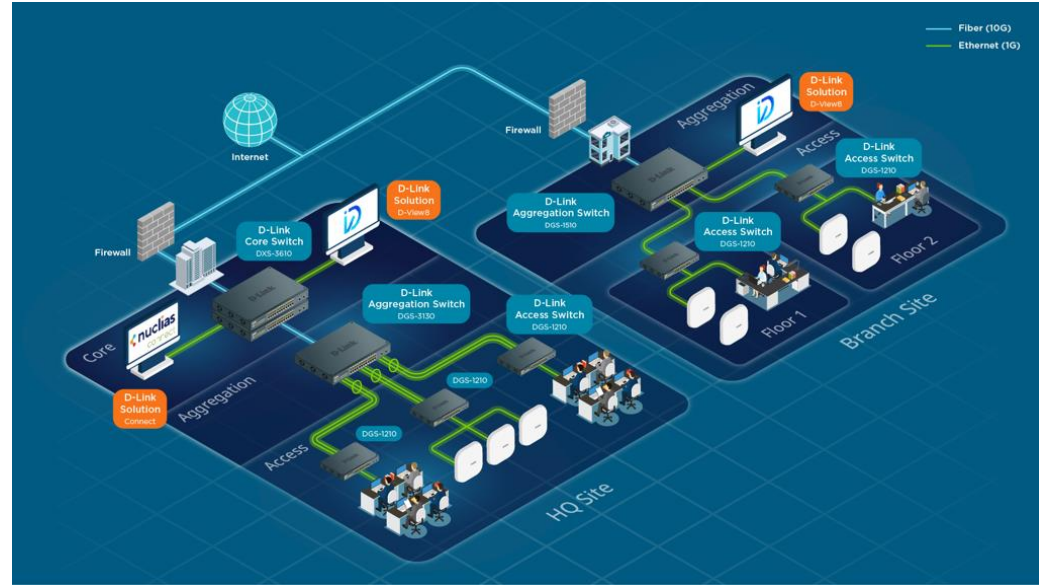 Fiber (10G)
Ethernet (1G)
Internet
Firewall
Aggregation
D-Link
Solution
D-View8
Access
D-Link
Access Switch
DGS-1210
D-Link
Aggregation Switch
DGS-1510
D-Link
D-Link
Access Switch
DGS-1210
Floor 2
Floor 1
Branch Site
Firewall
D-Link
Core Switch
DXS-3610
D-Link
Solution
D-View8
D-Link
nuclias
connect
Core
D-Link
Solution
Connect
D-Link
Aggregation Switch
DGS-3130
D-Link
D-Link
Access Switch
DGS-1210
Aggregation
DGS-1210
DGS-1210
Access
HQ Site